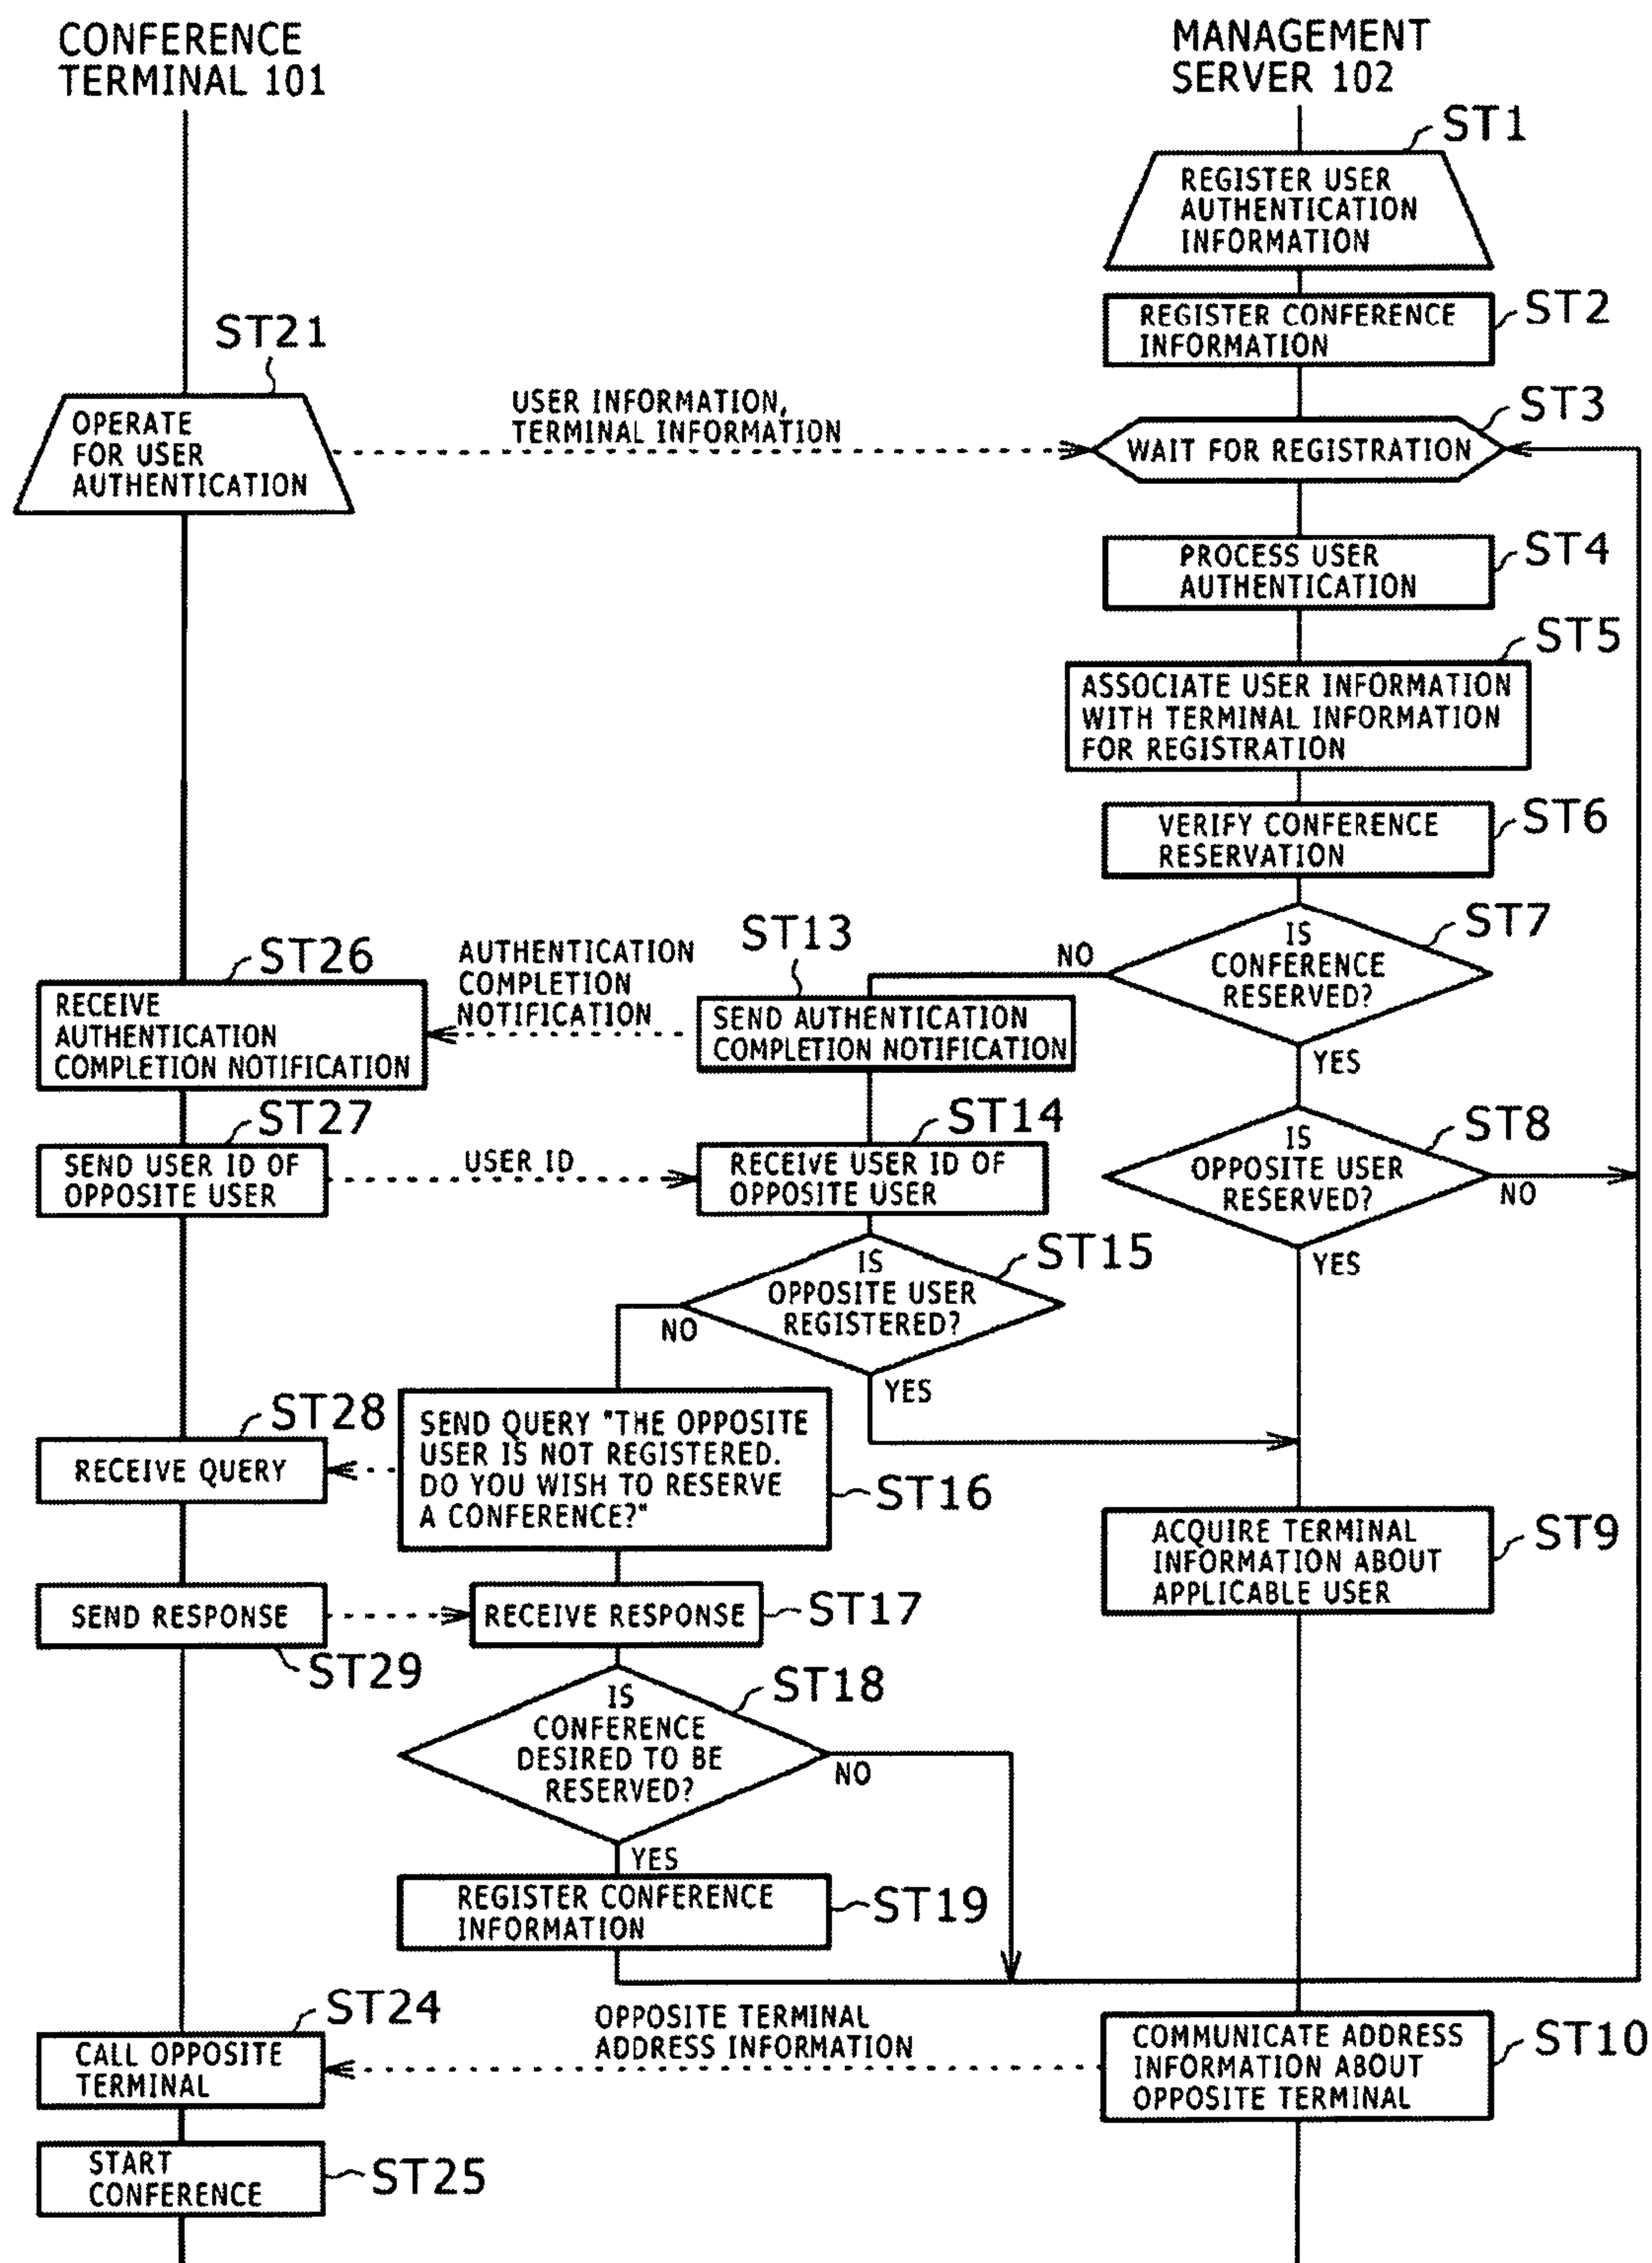 CONFERENCE
TERMINAL 101
MANAGEMENT
SERVER 102
ST1
REGISTER USER
AUTHENTICATION
INFORMATION
ST2
REGISTER CONFERENCE
INFORMATION
ST21
OPERATE
FOR USER
AUTHENTICATION
USER INFORMATION,
TERMINAL INFORMATION
ST3
WAIT FOR REGISTRATION
ST4
PROCESS USER
AUTHENTICATION
ST5
ASSOCIATE USER INFORMATION
WITH TERMINAL INFORMATION
FOR REGISTRATION
ST6
VERIFY CONFERENCE
RESERVATION
ST7
IS
CONFERENCE
RESERVED?
NO
YES
ST13
SEND AUTHENTICATION
COMPLETION NOTIFICATION
AUTHENTICATION
COMPLETION
NOTIFICATION
ST26
RECEIVE
AUTHENTICATION
COMPLETION NOTIFICATION
ST27
SEND USER ID OF
OPPOSITE USER
USER ID
ST14
RECEIVE USER ID OF
OPPOSITE USER
ST8
IS
OPPOSITE USER
RESERVED?
NO
YES
ST15
IS
OPPOSITE USER
REGISTERED?
NO
YES
ST28
RECEIVE QUERY
SEND QUERY "THE OPPOSITE
USER IS NOT REGISTERED.
DO YOU WISH TO RESERVE
A CONFERENCE?"
ST16
ST9
ACQUIRE TERMINAL
INFORMATION ABOUT
APPLICABLE USER
SEND RESPONSE
ST29
RECEIVE RESPONSE
ST17
ST18
IS
CONFERENCE
DESIRED TO BE
RESERVED?
NO
YES
REGISTER CONFERENCE
INFORMATION
ST19
ST24
CALL OPPOSITE
TERMINAL
OPPOSITE TERMINAL
ADDRESS INFORMATION
COMMUNICATE ADDRESS
INFORMATION ABOUT
OPPOSITE TERMINAL
ST10
START
CONFERENCE
ST25